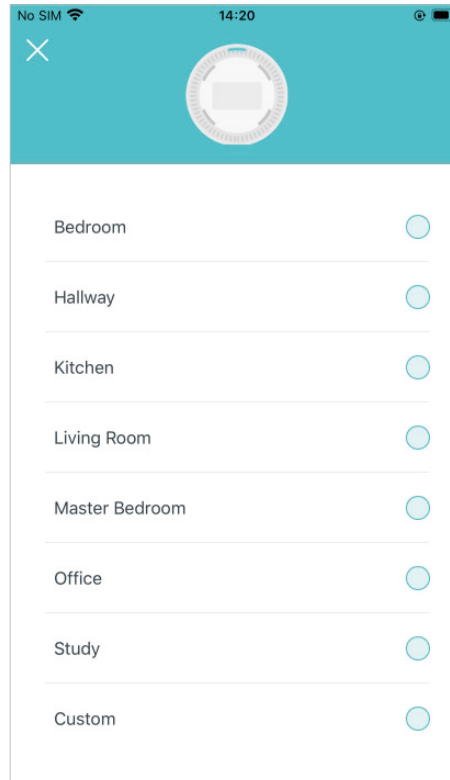 No SIM 14:20
Bedroom
Hallway
Kitchen
Living Room
Master Bedroom
Office
Study
Custom